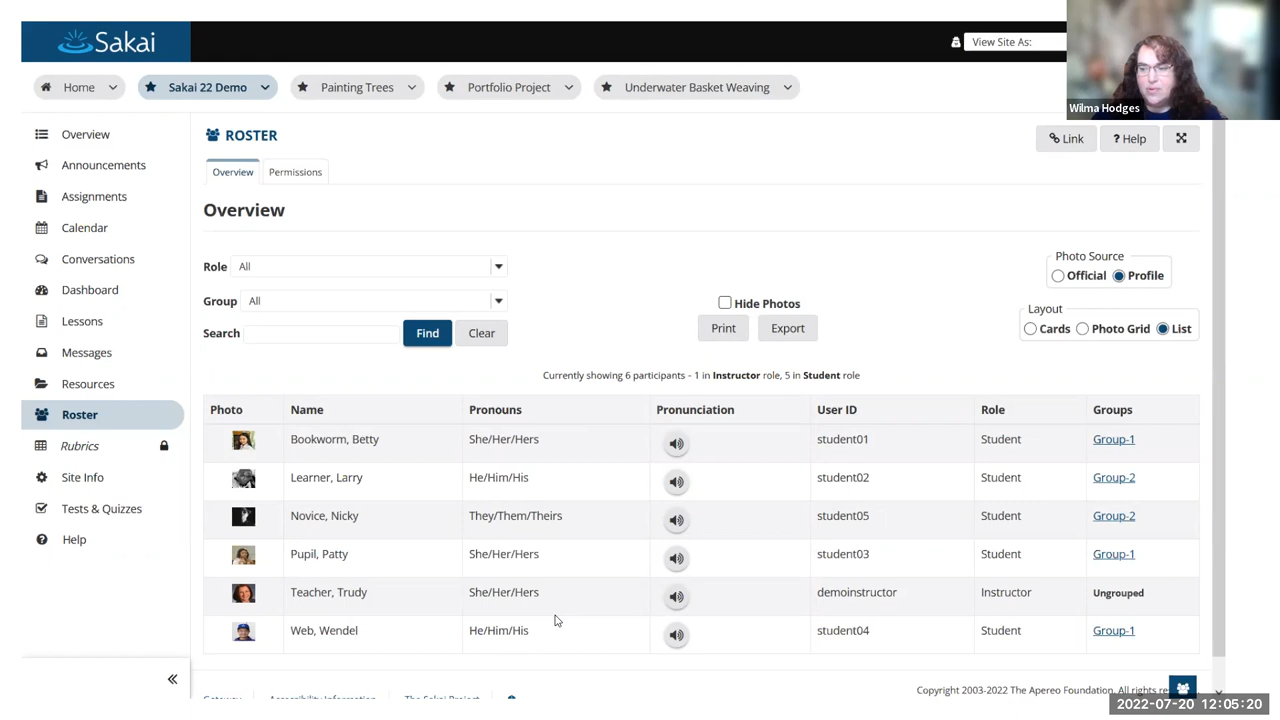 Sakai
View Site As:
Wilma Hodges
Home
Sakai 22 Demo
Painting Trees
Portfolio Project
Underwater Basket Weaving
Overview
Announcements
Assignments
Calendar
Conversations
Dashboard
Lessons
Messages
Resources
Roster
Rubrics
Site Info
Tests & Quizzes
Help
ROSTER
Link
? Help
Overview
Permissions
Overview
Role All
Group All
Search
Find
Clear
Hide Photos
Print
Export
Photo Source
Official Profile
Layout
Cards Photo Grid List
Currently showing 6 participants - 1 in Instructor role, 5 in Student role
Photo Name Pronouns Pronunciation User ID Role Groups
Bookworm, Betty She/Her/Hers student01 Student Group-1
Learner, Larry He/Him/His student02 Student Group-2
Novice, Nicky They/Them/Theirs student05 Student Group-2
Pupil, Patty She/Her/Hers student03 Student Group-1
Teacher, Trudy She/Her/Hers demoinstructor Instructor Ungrouped
Web, Wendel He/Him/His student04 Student Group-1
Gateway Accessibility Information The Sakai Project
Copyright 2003-2022 The Apereo Foundation. All rights
2022-07-20 12:05:20